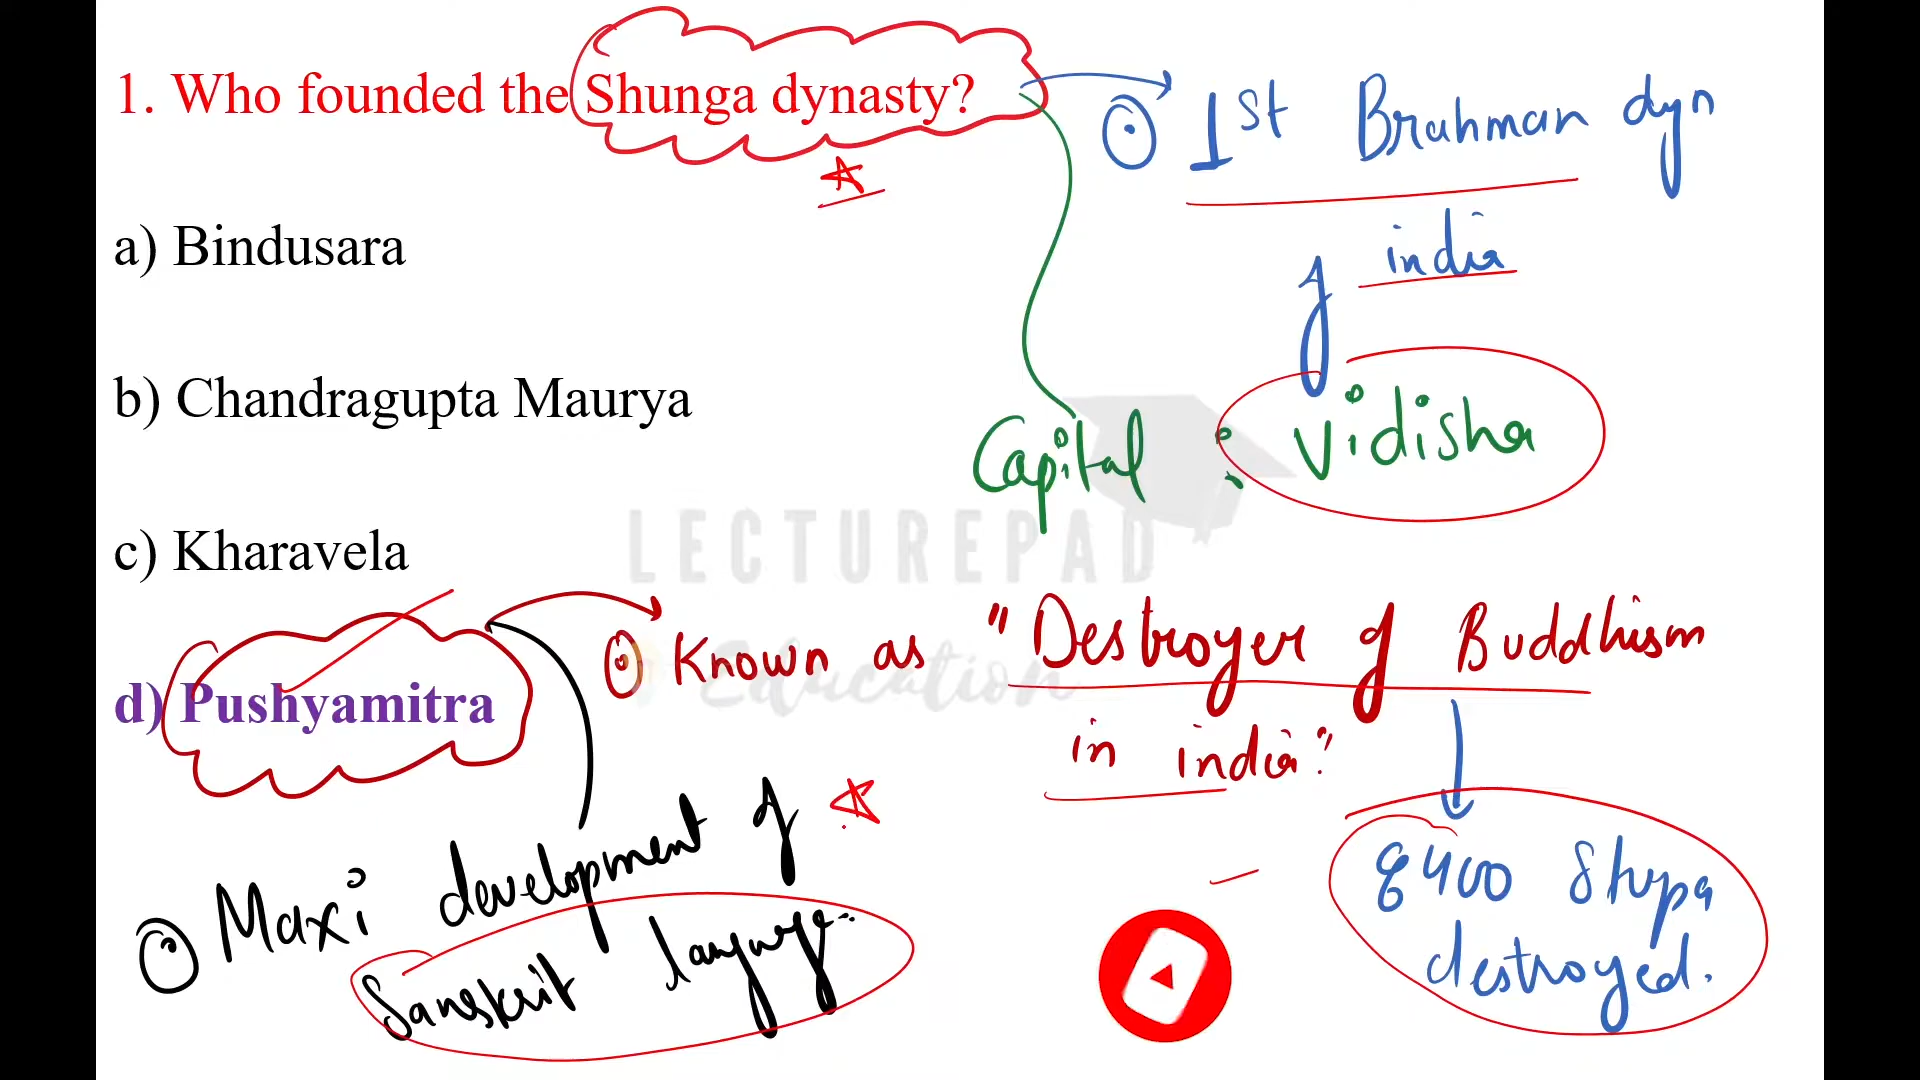 1. Who founded the Shunga dynasty?
1st Brahman dyn
of india
a) Bindusara
b) Chandragupta Maurya
Capital : Vidisha
LECTUREPAD
Education
c) Kharavela
d) Pushyamitra
Known as "Destroyer of Buddhism
in india"
8400 Stupa
destroyed.
Maxi development of
Sanskrit language.